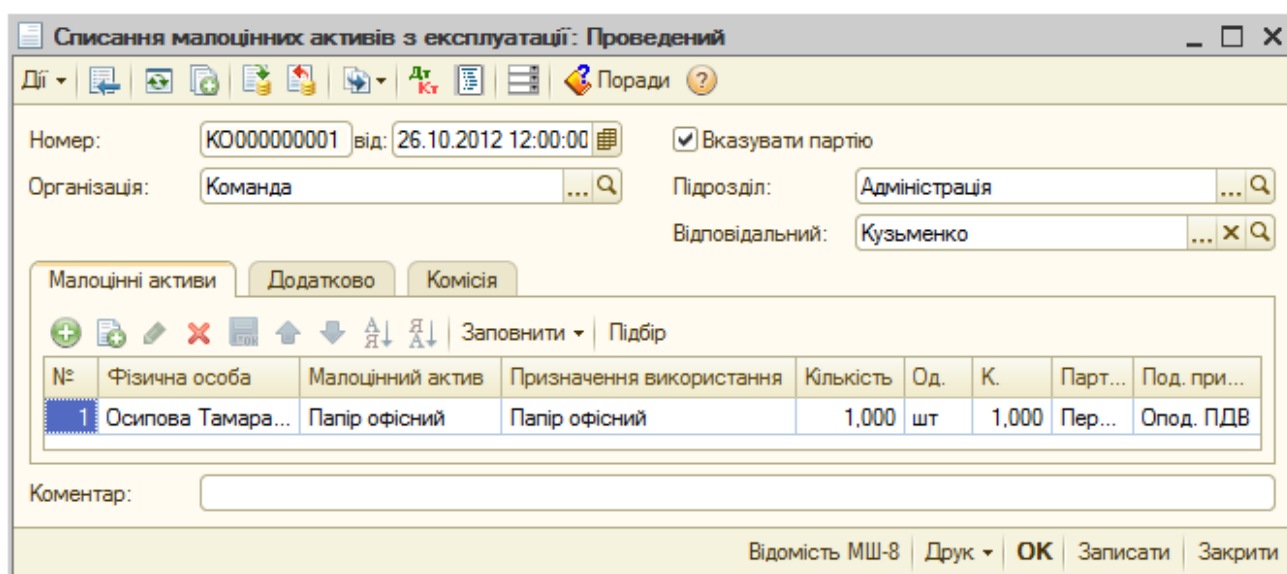 Списання малоцінних активів з експлуатації: Проведений
Дії Дт Кт Поради ?
Номер: КО000000001 від: 26.10.2012 12:00:00 Вказувати партію
Організація: Команда ... Підрозділ: Адміністрація ...
Відповідальний: Кузьменко ... X
Малоцінні активи Додатково Комісія
А Я Я А Заповнити Підбір
№ Фізична особа Малоцінний актив Призначення використання Кількість Од. К. Парт... Под. при...
1 Осипова Тамара... Папір офісний Папір офісний 1,000 шт 1,000 Пер... Опод. ПДВ
Коментар:
Відомість МШ-8 Друк OK Записати Закрити